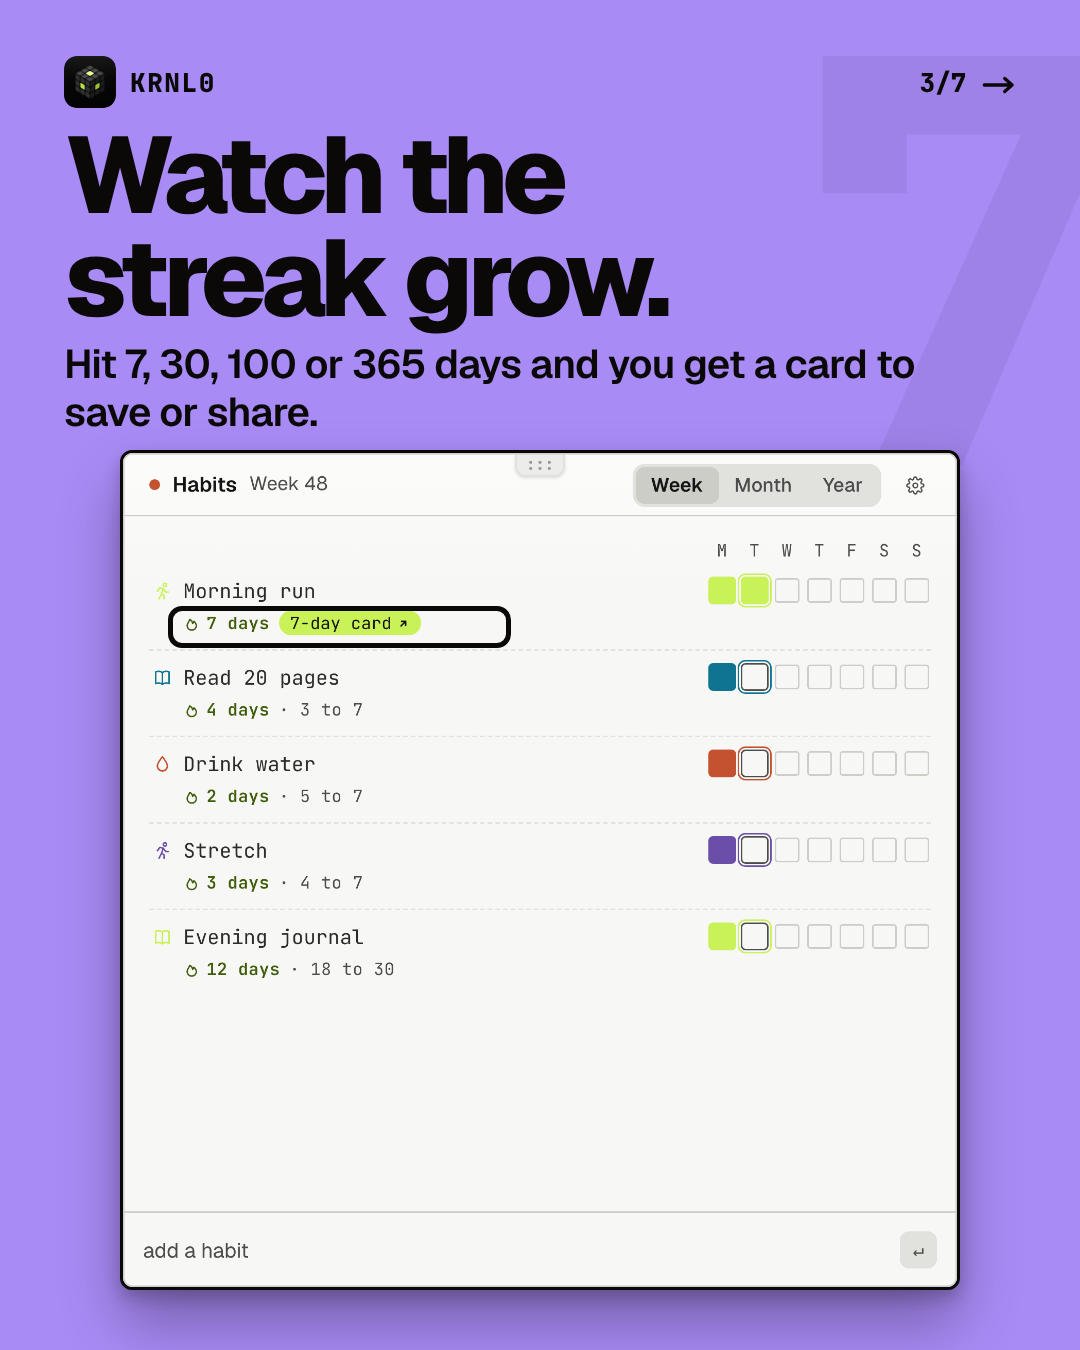 KRNL0
3/7 →
7
Watch the
streak grow.
Hit 7, 30, 100 or 365 days and you get a card to
save or share.
Habits Week 48
Week Month Year
M T W T F S S
Morning run
7 days 7-day card ↗
Read 20 pages
4 days · 3 to 7
Drink water
2 days · 5 to 7
Stretch
3 days · 4 to 7
Evening journal
12 days · 18 to 30
add a habit ↵